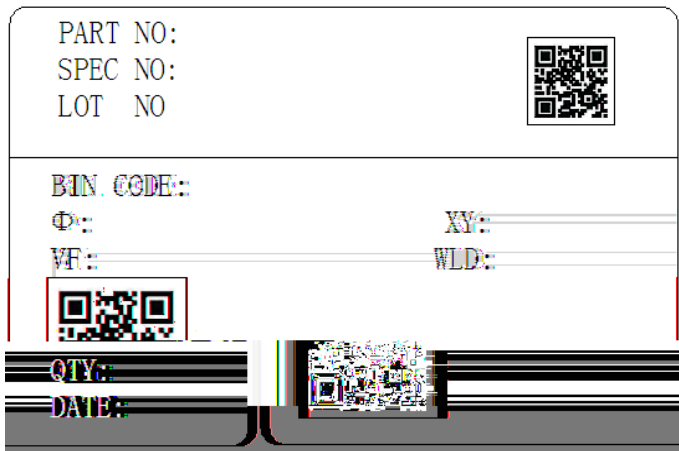 PART NO:
SPEC NO:
LOT NO
BIN CODE:
Φ: XY:
VF: WLD:
QTY:
DATE: